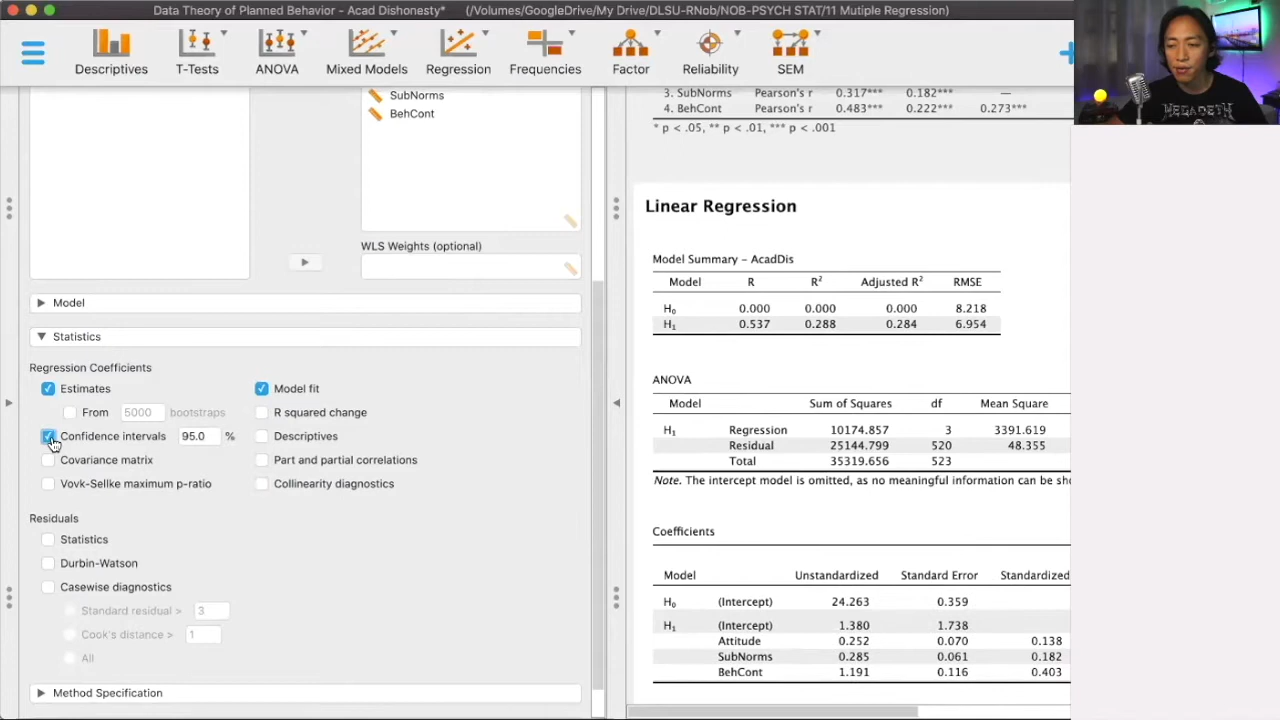 Data Theory of Planned Behavior - Acad Dishonesty* (/Volumes/GoogleDrive/My Drive/DLSU-RNob/NOB-PSYCH STAT/11 Mutiple Regression)
Descriptives T-Tests ANOVA Mixed Models Regression Frequencies Factor Reliability SEM
MEGADETH
SubNorms
BehCont
WLS Weights (optional)
Model
Statistics
Regression Coefficients
Estimates Model fit
From 5000 bootstraps R squared change
Confidence intervals 95.0 % Descriptives
Covariance matrix Part and partial correlations
Vovk-Sellke maximum p-ratio Collinearity diagnostics
Residuals
Statistics
Durbin-Watson
Casewise diagnostics
Standard residual > 3
Cook's distance > 1
All
Method Specification
3. SubNorms Pearson's r 0.317*** 0.182*** —
4. BehCont Pearson's r 0.483*** 0.222*** 0.273***
* p < .05, ** p < .01, *** p < .001
Linear Regression
Model Summary - AcadDis
Model R R² Adjusted R² RMSE
H₀ 0.000 0.000 0.000 8.218
H₁ 0.537 0.288 0.284 6.954
ANOVA
Model Sum of Squares df Mean Square
H₁ Regression 10174.857 3 3391.619
Residual 25144.799 520 48.355
Total 35319.656 523
Note. The intercept model is omitted, as no meaningful information can be sh
Coefficients
Model Unstandardized Standard Error Standardized
H₀ (Intercept) 24.263 0.359
H₁ (Intercept) 1.380 1.738
Attitude 0.252 0.070 0.138
SubNorms 0.285 0.061 0.182
BehCont 1.191 0.116 0.403